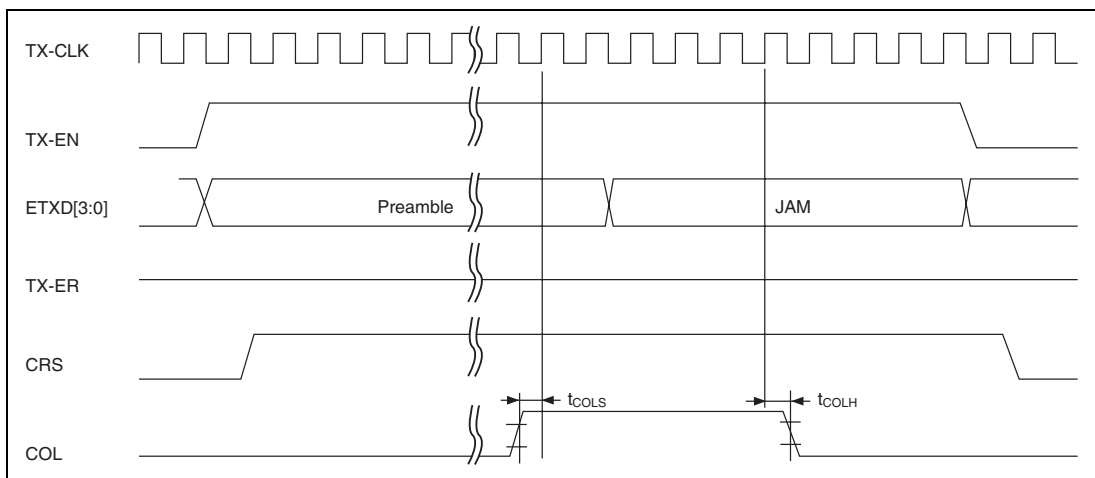 TX-CLK
TX-EN
ETXD[3:0]
Preamble
JAM
TX-ER
CRS
tCOLS
tCOLH
COL